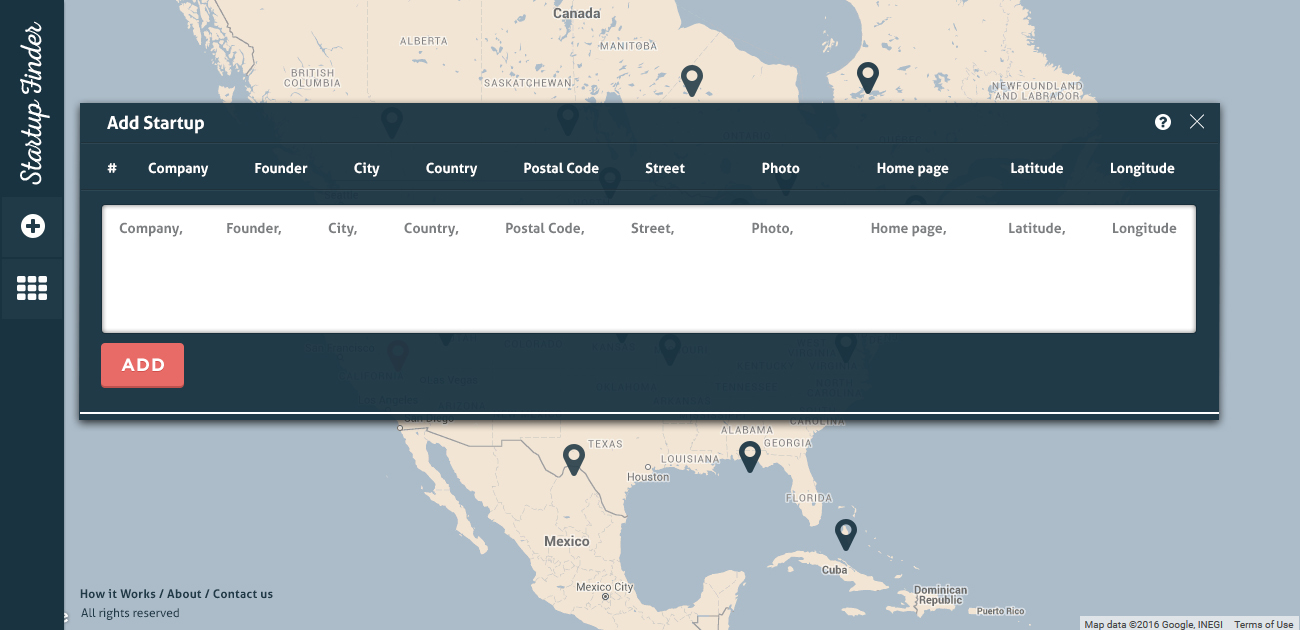 Startup Finder
Canada
ALBERTA
MANITOBA
BRITISH
COLUMBIA
SASKATCHEWAN
NEWFOUNDLAND
AND LABRADOR
Add Startup
?
# Company Founder City Country Postal Code Street Photo Home page Latitude Longitude
Company, Founder, City, Country, Postal Code, Street, Photo, Home page, Latitude, Longitude
ADD
San Diego
CAROLINA
ALABAMA
TEXAS
GEORGIA
LOUISIANA
Houston
FLORIDA
Mexico
Cuba
Mexico City
Dominican
Republic
Puerto Rico
How it Works / About / Contact us
All rights reserved
Map data ©2016 Google, INEGI Terms of Use